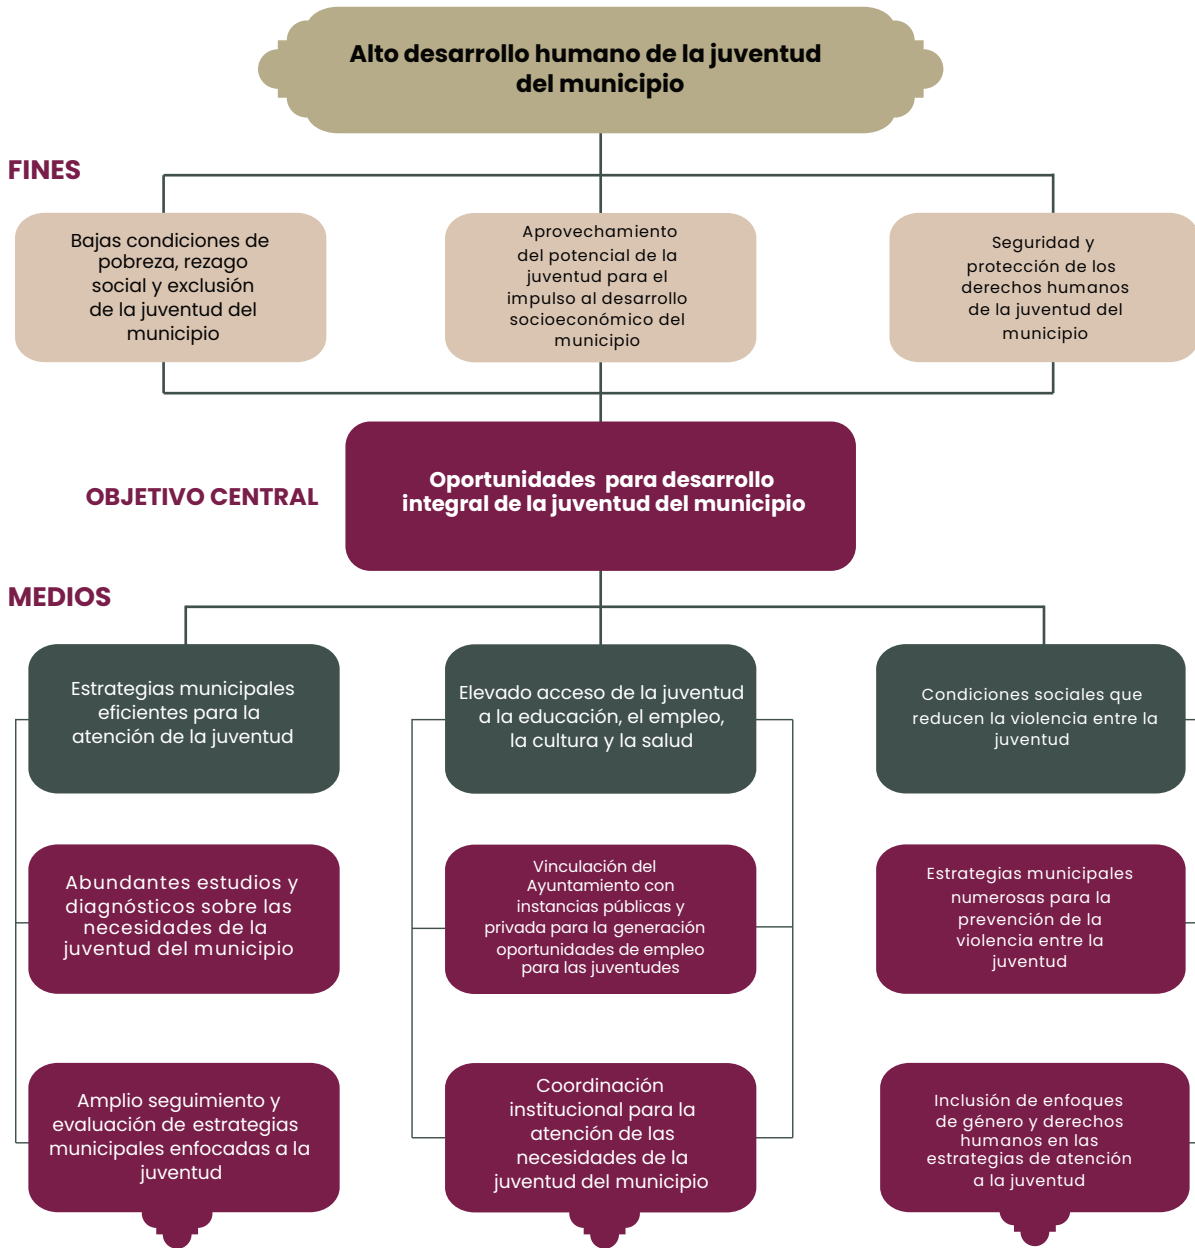 Alto desarrollo humano de la juventud
del municipio
FINES
Bajas condiciones de
pobreza, rezago
social y exclusión
de la juventud del
municipio
Aprovechamiento
del potencial de la
juventud para el
impulso al desarrollo
socioeconómico del
municipio
Seguridad y
protección de los
derechos humanos
de la juventud del
municipio
OBJETIVO CENTRAL
Oportunidades para desarrollo
integral de la juventud del municipio
MEDIOS
Estrategias municipales
eficientes para la
atención de la juventud
Elevado acceso de la juventud
a la educación, el empleo,
la cultura y la salud
Condiciones sociales que
reducen la violencia entre la
juventud
Abundantes estudios y
diagnósticos sobre las
necesidades de la
juventud del municipio
Vinculación del
Ayuntamiento con
instancias públicas y
privada para la generación
oportunidades de empleo
para las juventudes
Estrategias municipales
numerosas para la
prevención de la
violencia entre la
juventud
Amplio seguimiento y
evaluación de estrategias
municipales enfocadas a la
juventud
Coordinación
institucional para la
atención de las
necesidades de la
juventud del municipio
Inclusión de enfoques
de género y derechos
humanos en las
estrategias de atención
a la juventud